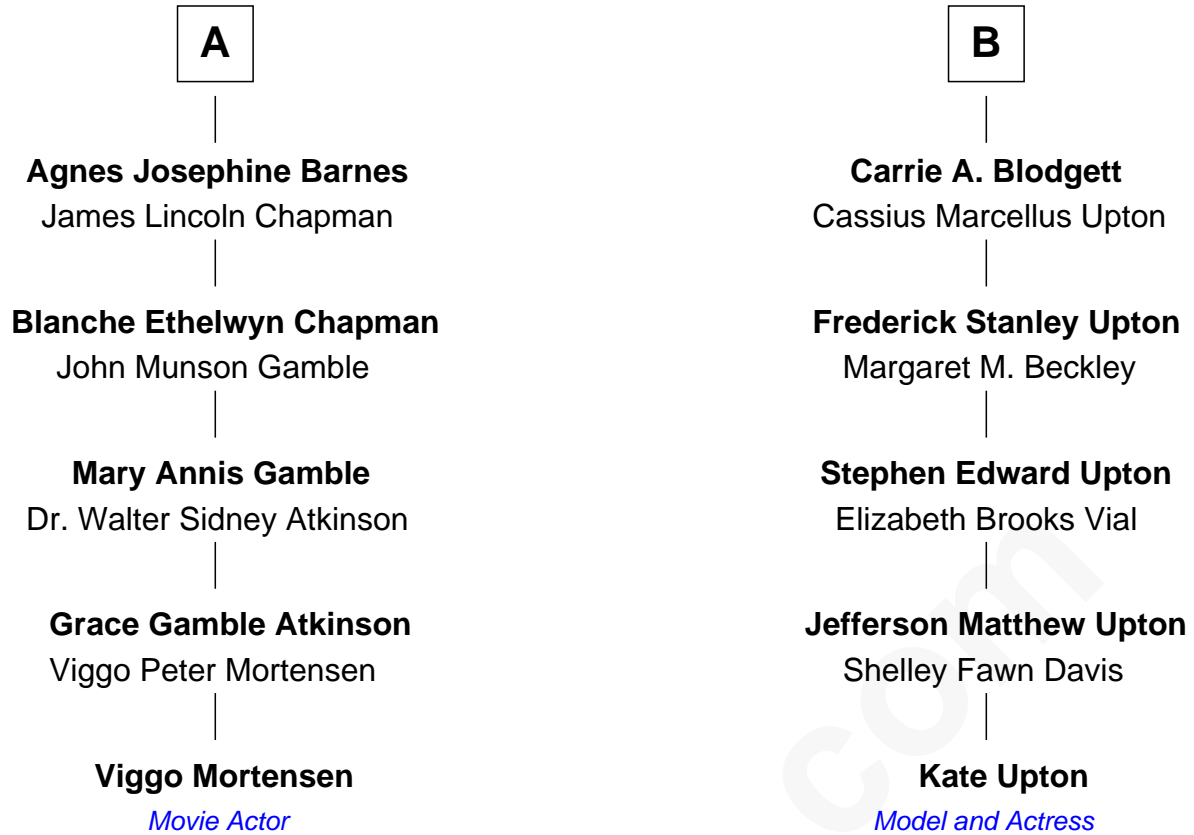 A
Agnes Josephine Barnes
James Lincoln Chapman
Blanche Ethelwyn Chapman
John Munson Gamble
Mary Annis Gamble
Dr. Walter Sidney Atkinson
Grace Gamble Atkinson
Viggo Peter Mortensen
Viggo Mortensen
Movie Actor
B
Carrie A. Blodgett
Cassius Marcellus Upton
Frederick Stanley Upton
Margaret M. Beckley
Stephen Edward Upton
Elizabeth Brooks Vial
Jefferson Matthew Upton
Shelley Fawn Davis
Kate Upton
Model and Actress
com